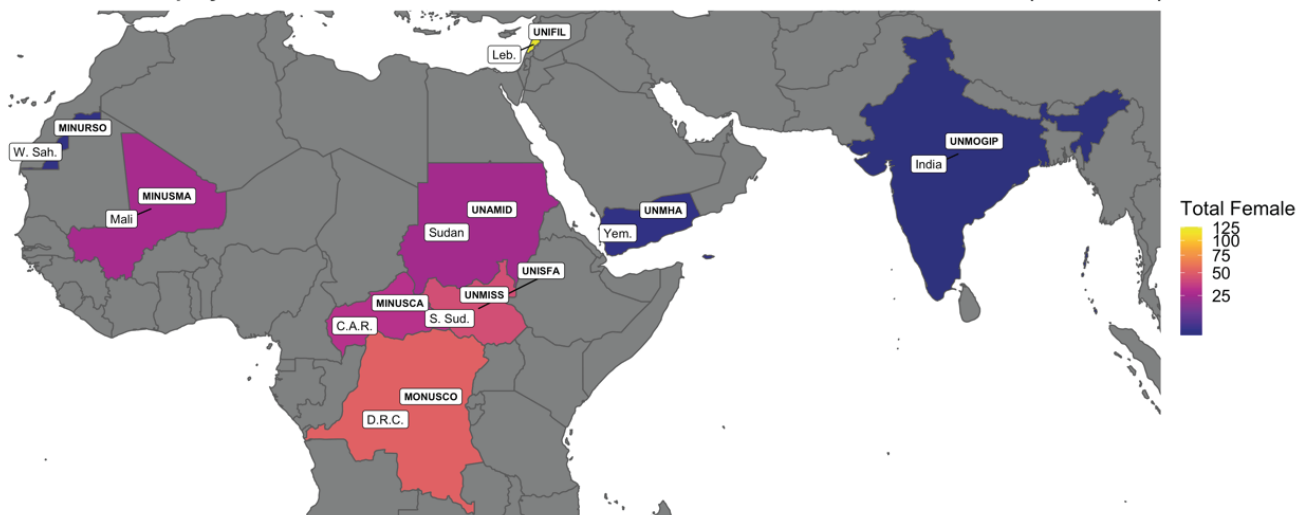 UNIFIL
Leb.
MINURSO
W. Sah.
MINUSMA
Mali
UNAMID
Sudan
UNMHA
Yem.
UNMOGIP
India
UNISFA
UNMISS
S. Sud.
MINUSCA
C.A.R.
MONUSCO
D.R.C.
Total Female
125
100
75
50
25